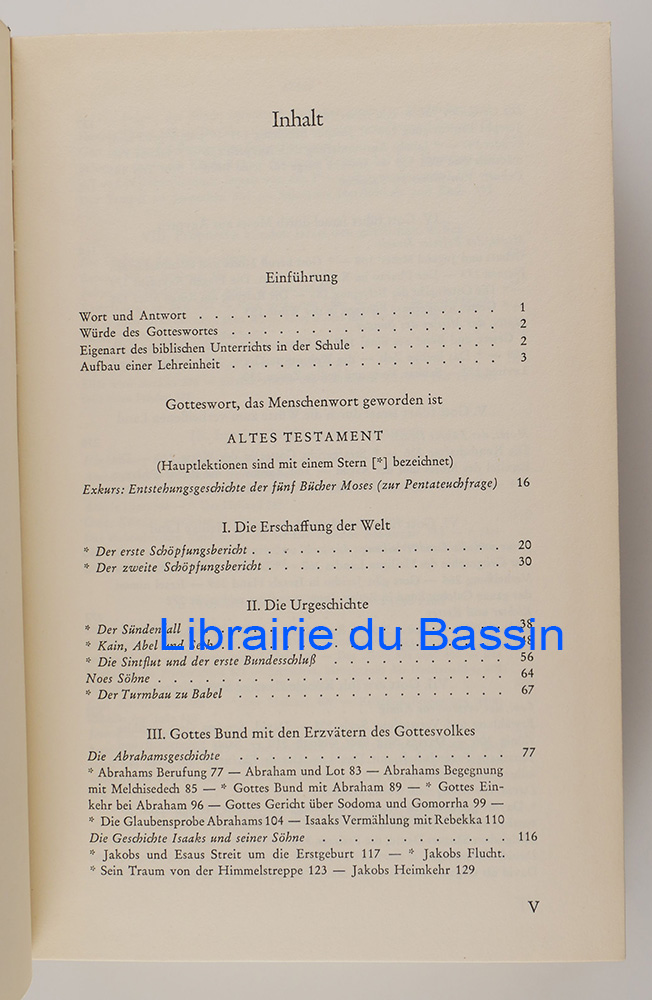 Inhalt
Einführung
Wort und Antwort . . . . . . . . . . . . . . . . 1
Würde des Gotteswortes . . . . . . . . . . . . . . 2
Eigenart des biblischen Unterrichts in der Schule . . . . . . . 2
Aufbau einer Lehreinheit . . . . . . . . . . . . . . 3
Gotteswort, das Menschenwort geworden ist
ALTES TESTAMENT
(Hauptlektionen sind mit einem Stern [*] bezeichnet)
Exkurs: Entstehungsgeschichte der fünf Bücher Moses (zur Pentateuchfrage) 16
I. Die Erschaffung der Welt
* Der erste Schöpfungsbericht . . . . . . . . . . . . . 20
* Der zweite Schöpfungsbericht . . . . . . . . . . . . 30
II. Die Urgeschichte
* Der Sündenfall . . . . . . . . . . . . . . . . 38
* Kain, Abel und
Librairie du Bassin
* Die Sintflut und der erste Bundesschluß . . . . . . . . . . 56
Noes Söhne . . . . . . . . . . . . . . . . . . 64
* Der Turmbau zu Babel . . . . . . . . . . . . . . 67
III. Gottes Bund mit den Erzvätern des Gottesvolkes
Die Abrahamsgeschichte . . . . . . . . . . . . . . 77
* Abrahams Berufung 77 — Abraham und Lot 83 — Abrahams Begegnung
mit Melchisedech 85 — * Gottes Bund mit Abraham 89 — * Gottes Ein-
kehr bei Abraham 96 — Gottes Gericht über Sodoma und Gomorrha 99 —
* Die Glaubensprobe Abrahams 104 — Isaaks Vermählung mit Rebekka 110
Die Geschichte Isaaks und seiner Söhne . . . . . . . . . . 116
* Jakobs und Esaus Streit um die Erstgeburt 117 — * Jakobs Flucht.
* Sein Traum von der Himmelstreppe 123 — Jakobs Heimkehr 129
V